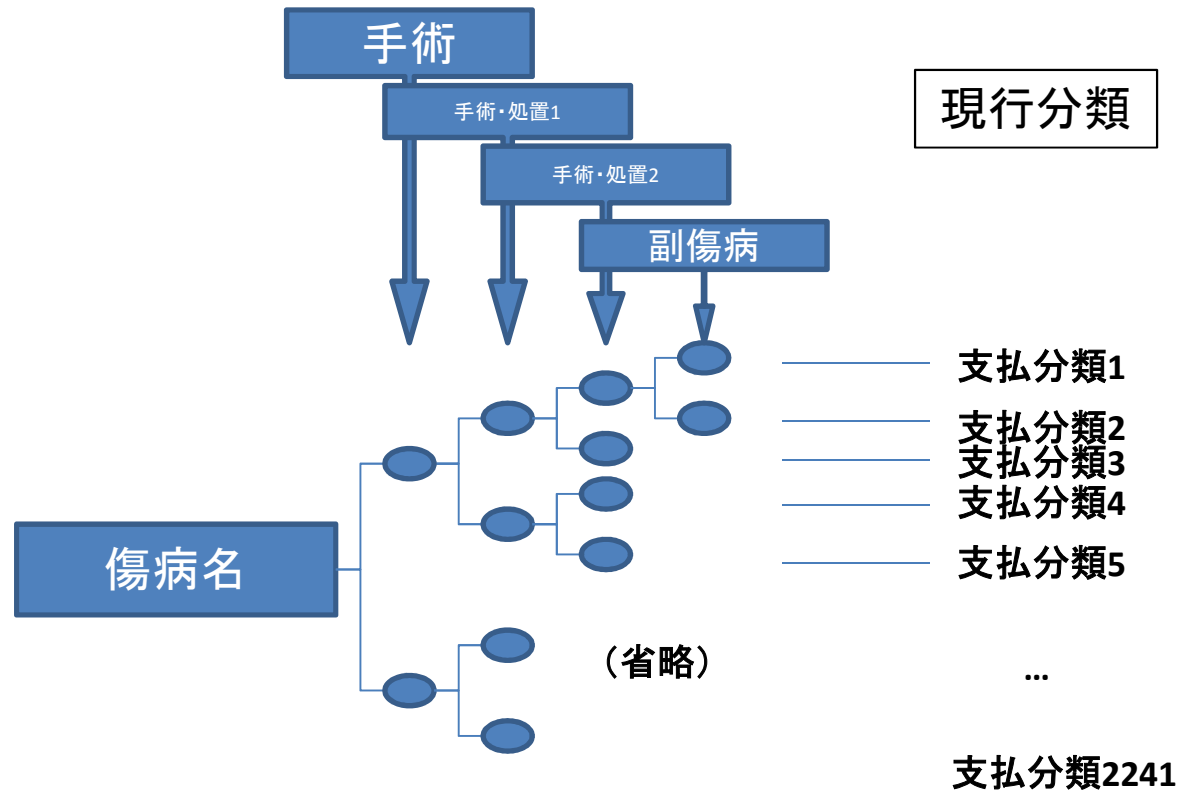 手術
手術・処置1
現行分類
手術・処置2
副傷病
支払分類1
支払分類2
支払分類3
支払分類4
支払分類5
傷病名
（省略）
…
支払分類2241